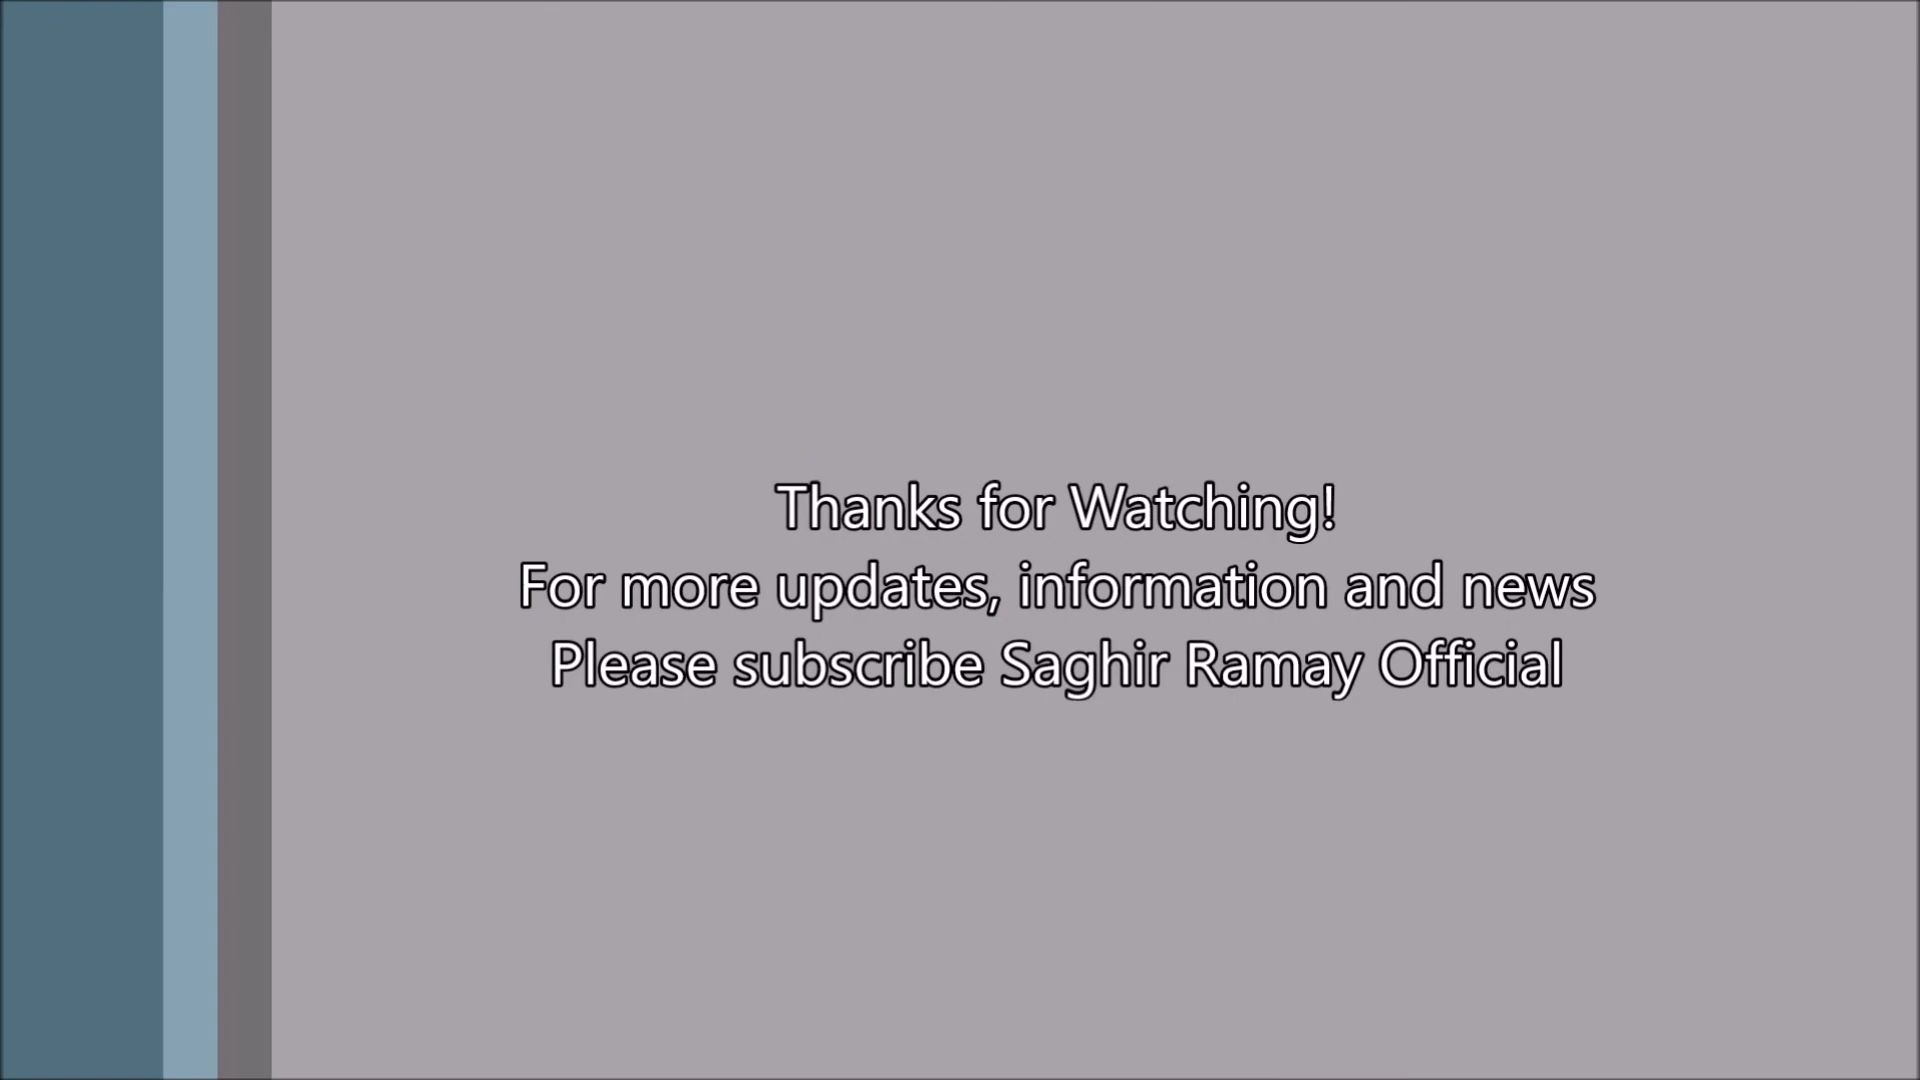 Thanks for Watching!
For more updates, information and news
Please subscribe Saghir Ramay Official